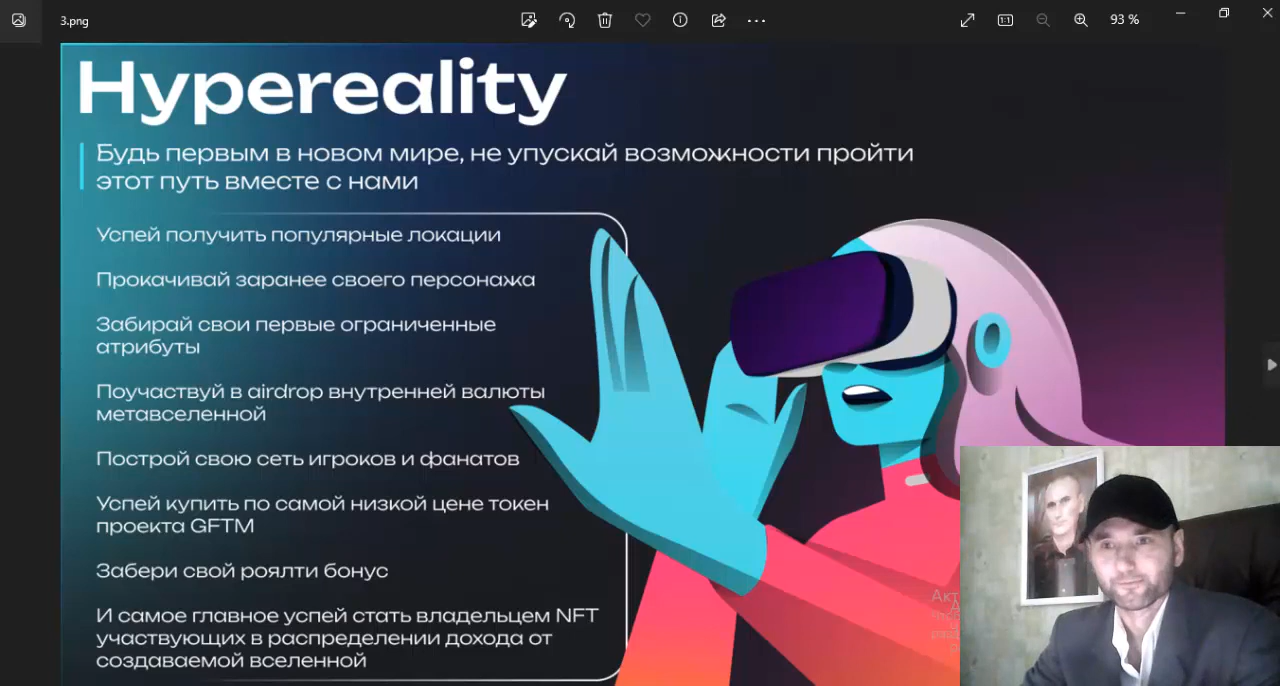 3.png
93 %
Hypereality
Будь первым в новом мире, не упускай возможности пройти
этот путь вместе с нами
Успей получить популярные локации
Прокачивай заранее своего персонажа
Забирай свои первые ограниченные
атрибуты
Поучаствуй в airdrop внутренней валюты
метавселенной
Построй свою сеть игроков и фанатов
Успей купить по самой низкой цене токен
проекта GFTM
Забери свой роялти бонус
И самое главное успей стать владельцем NFT
участвующих в распределении дохода от
создаваемой вселенной